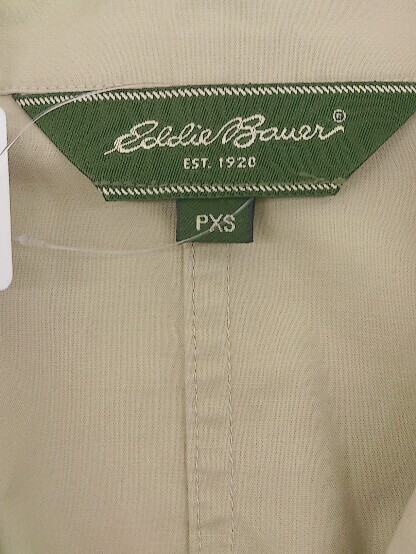 Eddie Bauer®
EST. 1920
PXS